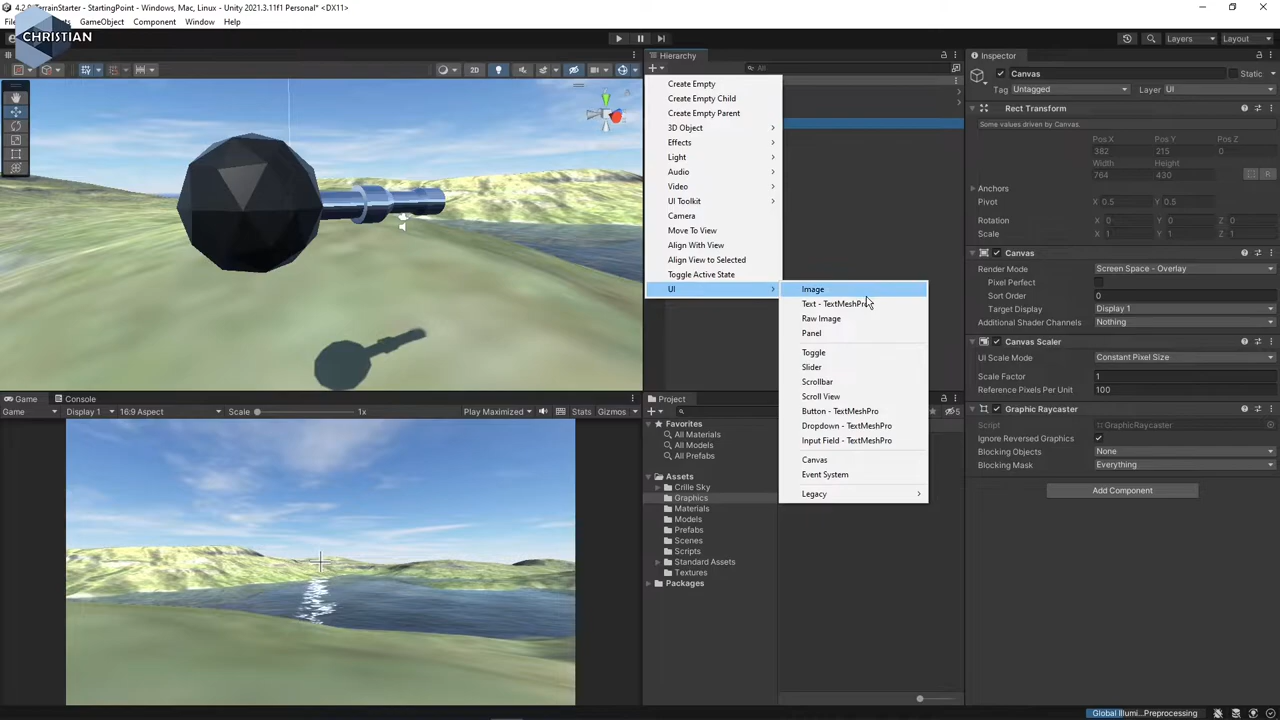 4.2.0 TerrainStarter - StartingPoint - Windows, Mac, Linux - Unity 2021.3.11f1 Personal* <DX11>
GameObject Component Window Help
CHRISTIAN
Layers Layout
2D
Hierarchy
All
Create Empty
Create Empty Child
Create Empty Parent
3D Object
Effects
Light
Audio
Video
UI Toolkit
Camera
Move To View
Align With View
Align View to Selected
Toggle Active State
UI
Image
Text - TextMeshPro
Raw Image
Panel
Toggle
Slider
Scrollbar
Scroll View
Button - TextMeshPro
Dropdown - TextMeshPro
Input Field - TextMeshPro
Canvas
Event System
Legacy
Inspector
Canvas Static
Tag Untagged Layer UI
Rect Transform
Some values driven by Canvas.
Pos X Pos Y Pos Z
382 215 0
Width Height
764 430
R
Anchors
Pivot X 0.5 Y 0.5
Rotation X 0 Y 0 Z 0
Scale X 1 Y 1 Z 1
Canvas
Render Mode Screen Space - Overlay
Pixel Perfect
Sort Order 0
Target Display Display 1
Additional Shader Channels Nothing
Canvas Scaler
UI Scale Mode Constant Pixel Size
Scale Factor 1
Reference Pixels Per Unit 100
Graphic Raycaster
Script GraphicRaycaster
Ignore Reversed Graphics
Blocking Objects None
Blocking Mask Everything
Add Component
Game Console
Game Display 1 16:9 Aspect Scale 1x Play Maximized Stats Gizmos
Project
5
Favorites
All Materials
All Models
All Prefabs
Assets
Crille Sky
Graphics
Materials
Models
Prefabs
Scenes
Scripts
Standard Assets
Textures
Packages
Global Illumi...Preprocessing